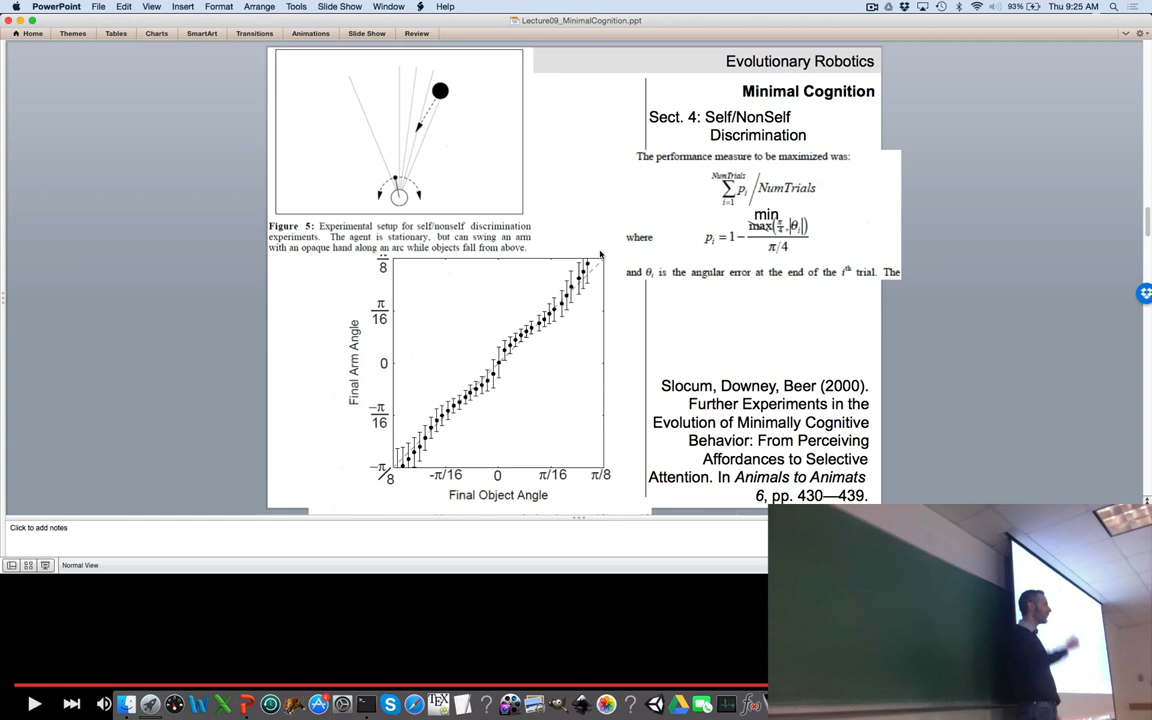 PowerPoint File Edit View Insert Format Arrange Tools Slide Show Window Help 93% Thu 9:25 AM
Lecture09_MinimalCognition.ppt
Home Themes Tables Charts SmartArt Transitions Animations Slide Show Review
Evolutionary Robotics
Minimal Cognition
Sect. 4: Self/NonSelf
Discrimination
The performance measure to be maximized was:
NumTrials
∑ p_i / NumTrials
i=1
min
where p_i = 1 - max(π/4, |θ_i|)
π/4
and θ_i is the angular error at the end of the i^th trial. The
Figure 5: Experimental setup for self/nonself discrimination
experiments. The agent is stationary, but can swing an arm
with an opaque hand along an arc while objects fall from above.
π
8
π
16
0
-π
16
-π
8
Final Arm Angle
-π/16 0 π/16 π/8
Final Object Angle
Slocum, Downey, Beer (2000).
Further Experiments in the
Evolution of Minimally Cognitive
Behavior: From Perceiving
Affordances to Selective
Attention. In Animals to Animats
6, pp. 430—439.
Click to add notes
Normal View
W X P S TEX ? ? f(x)